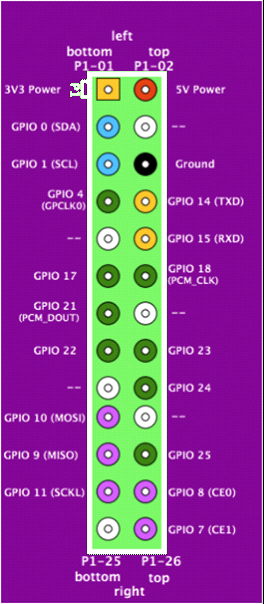 left
bottom top
P1-01 P1-02
3V3 Power 5V Power
GPIO 0 (SDA) --
GPIO 1 (SCL) Ground
GPIO 4
(GPCLK0) GPIO 14 (TXD)
-- GPIO 15 (RXD)
GPIO 17 GPIO 18
(PCM_CLK)
GPIO 21
(PCM_DOUT) --
GPIO 22 GPIO 23
-- GPIO 24
GPIO 10 (MOSI) --
GPIO 9 (MISO) GPIO 25
GPIO 11 (SCKL) GPIO 8 (CE0)
GPIO 7 (CE1)
P1-25 P1-26
bottom top
right